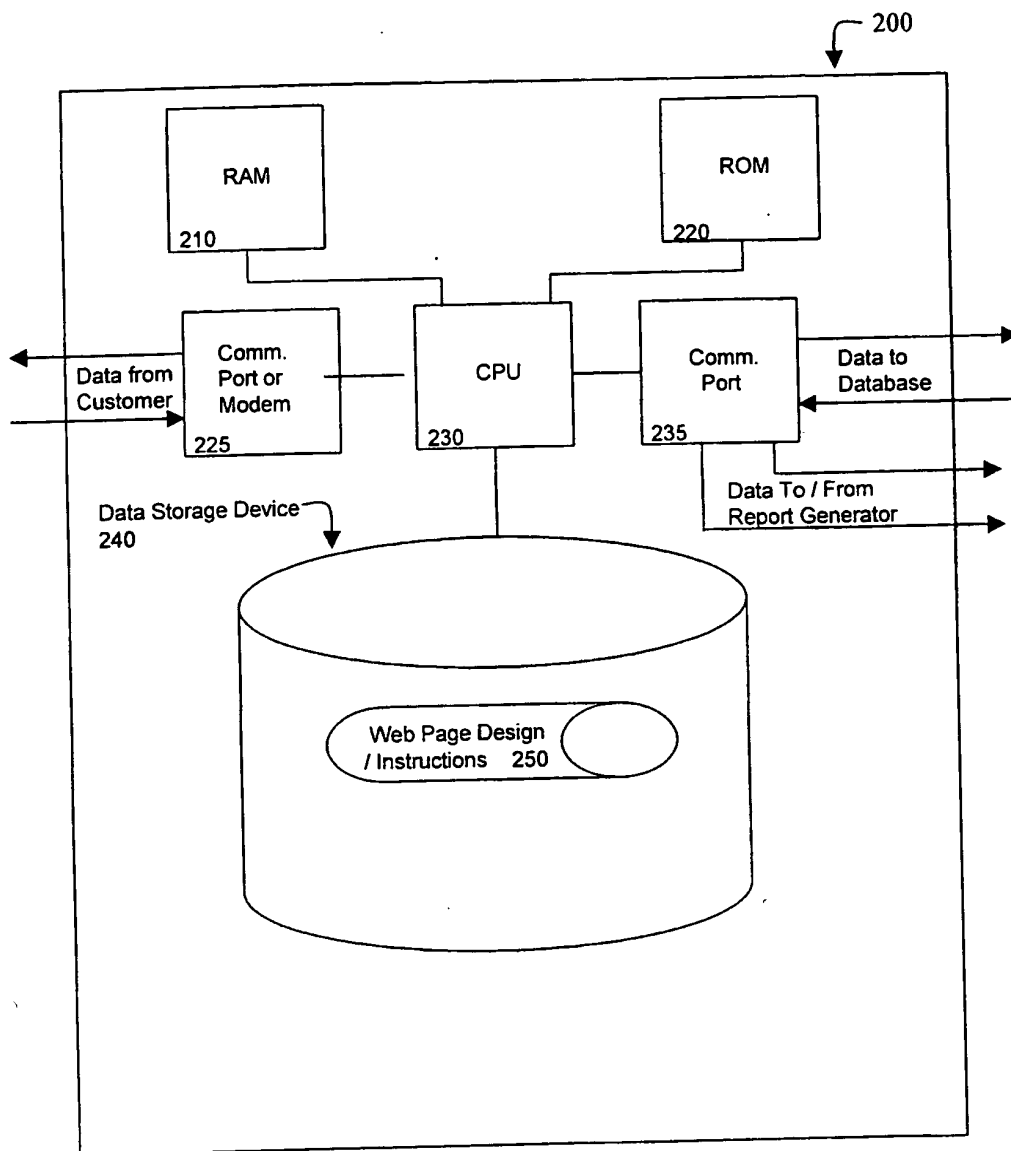 200
RAM
210
ROM
220
Comm.
Port or
Modem
225
CPU
230
Comm.
Port
235
Data from
Customer
Data to
Database
Data To / From
Report Generator
Data Storage Device
240
Web Page Design
/ Instructions 250